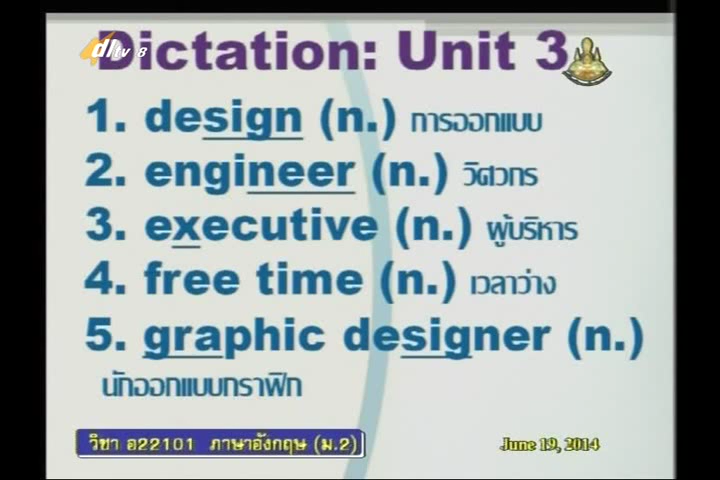 dltv 8
Dictation: Unit 3
1. design (n.) การออกแบบ
2. engineer (n.) วิศวกร
3. executive (n.) ผู้บริหาร
4. free time (n.) เวลาว่าง
5. graphic designer (n.)
นักออกแบบกราฟิก
วิชา อ22101 ภาษาอังกฤษ (ม.2)
June 19, 2014